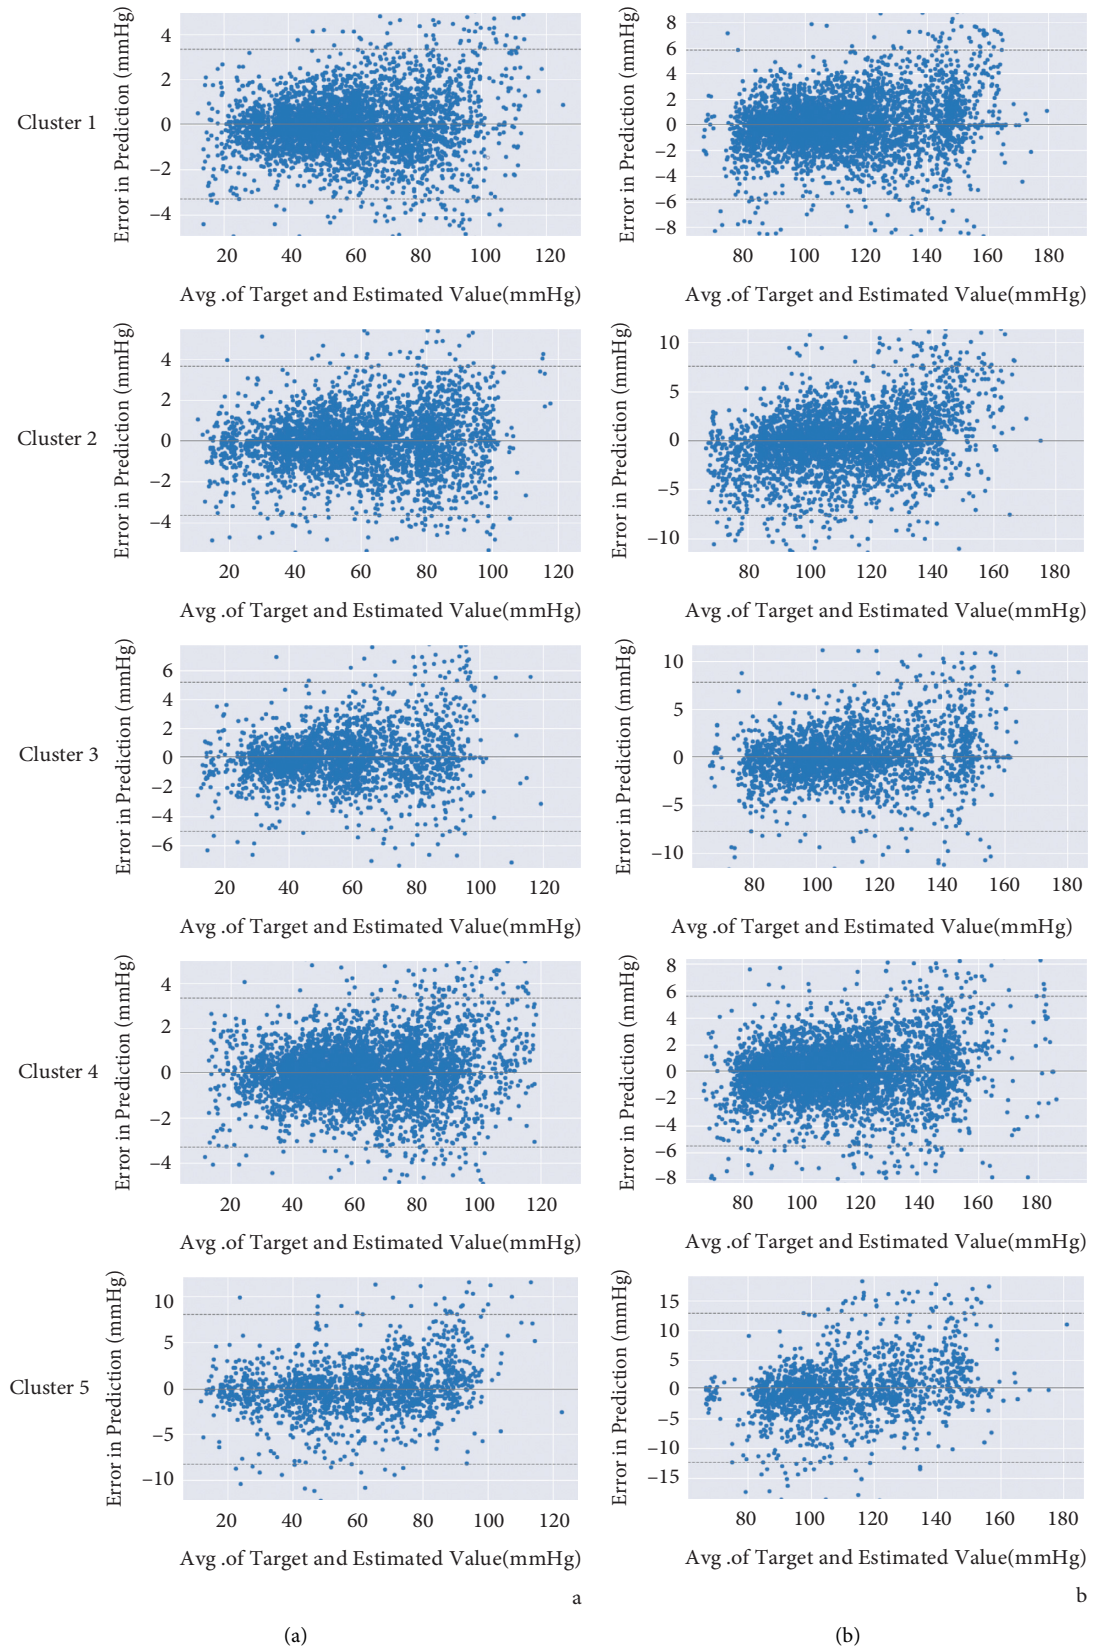 Cluster 1
Error in Prediction (mmHg)
4
2
0
−2
−4
20 40 60 80 100 120
Avg .of Target and Estimated Value(mmHg)
Error in Prediction (mmHg)
8
6
4
2
0
−2
−4
−6
−8
80 100 120 140 160 180
Avg .of Target and Estimated Value(mmHg)
Cluster 2
Error in Prediction (mmHg)
4
2
0
−2
−4
20 40 60 80 100 120
Avg .of Target and Estimated Value(mmHg)
Error in Prediction (mmHg)
10
5
0
−5
−10
80 100 120 140 160 180
Avg .of Target and Estimated Value(mmHg)
Cluster 3
Error in Prediction (mmHg)
6
4
2
0
−2
−4
−6
20 40 60 80 100 120
Avg .of Target and Estimated Value(mmHg)
Error in Prediction (mmHg)
10
5
0
−5
−10
80 100 120 140 160 180
Avg .of Target and Estimated Value(mmHg)
Cluster 4
Error in Prediction (mmHg)
4
2
0
−2
−4
20 40 60 80 100 120
Avg .of Target and Estimated Value(mmHg)
Error in Prediction (mmHg)
8
6
4
2
0
−2
−4
−6
−8
80 100 120 140 160 180
Avg .of Target and Estimated Value(mmHg)
Cluster 5
Error in Prediction (mmHg)
10
5
0
−5
−10
20 40 60 80 100 120
Avg .of Target and Estimated Value(mmHg)
a
(a)
Error in Prediction (mmHg)
15
10
5
0
−5
−10
−15
80 100 120 140 160 180
Avg .of Target and Estimated Value(mmHg)
b
(b)